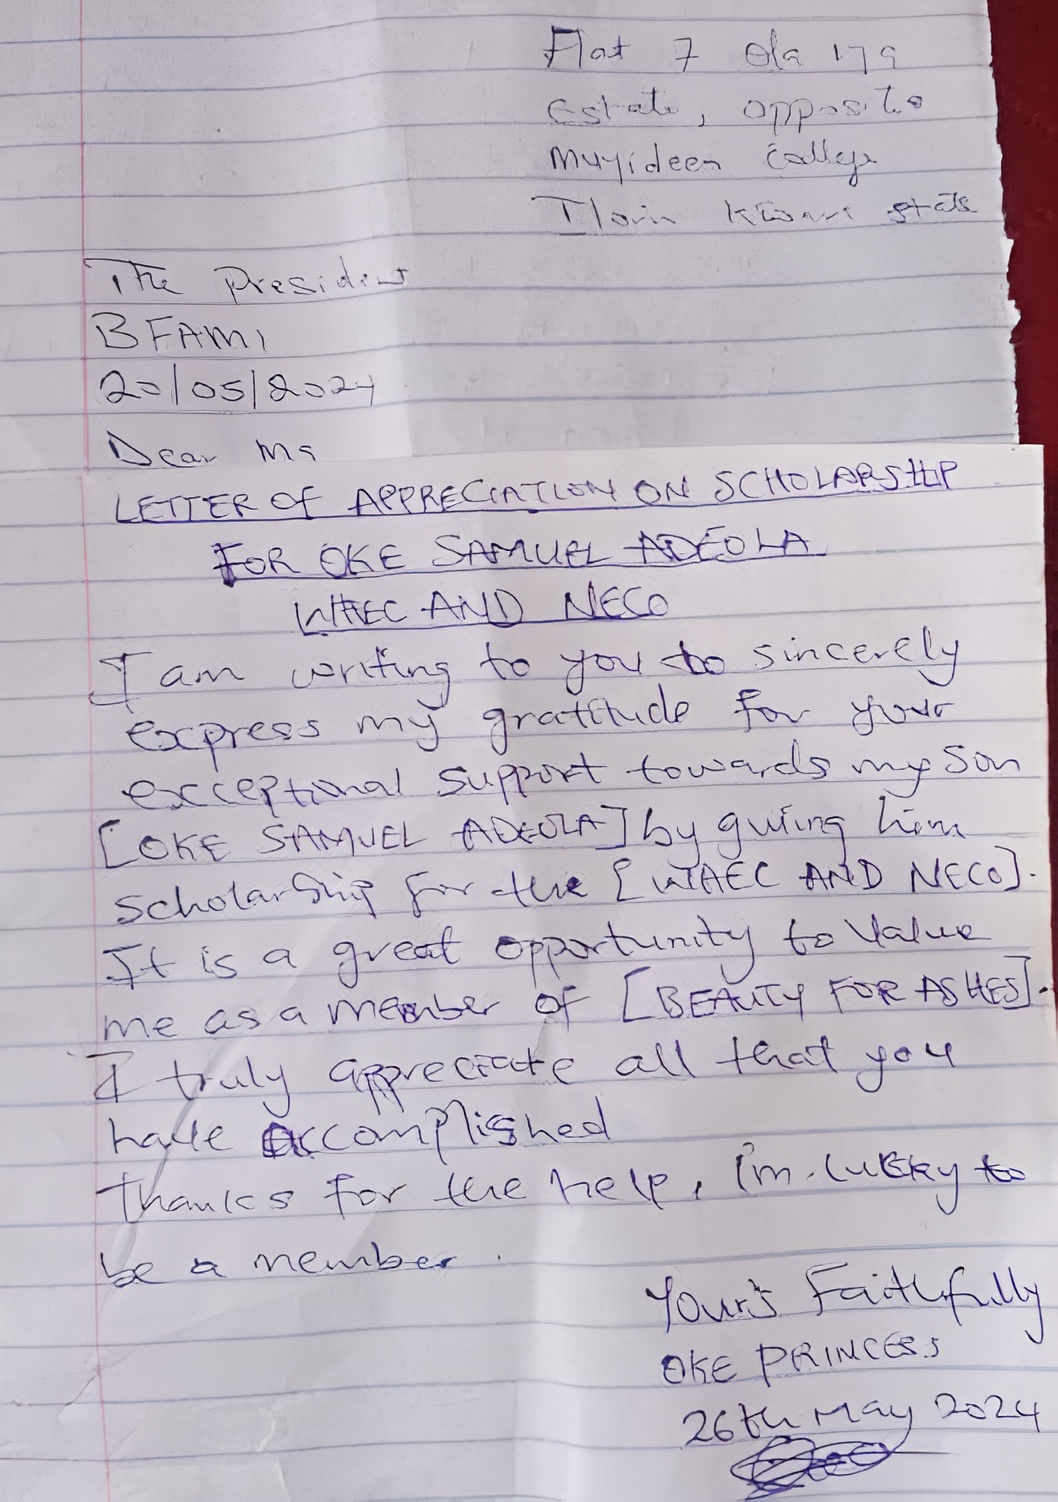 Flat 7 Ola 179
Estate, opposite
Muyideen College
Ilorin Kwara state
The President
BFAMI
20/05/2024
Dear Ma
LETTER OF APPRECIATION ON SCHOLARSHIP
FOR OKE SAMUEL ADEOLA
WAEC AND NECO
I am writing to you to sincerely
express my gratitude for your
exceptional support towards my son
[OKE SAMUEL ADEOLA] by giving him
scholarship for the [WAEC AND NECO].
It is a great opportunity to Value
me as a member of [BEAUTY FOR ASHES].
I truly appreciate all that you
have accomplished
Thanks for the help, I'm lucky to
be a member.
Your's Faithfully
OKE PRINCESS
26th May 2024